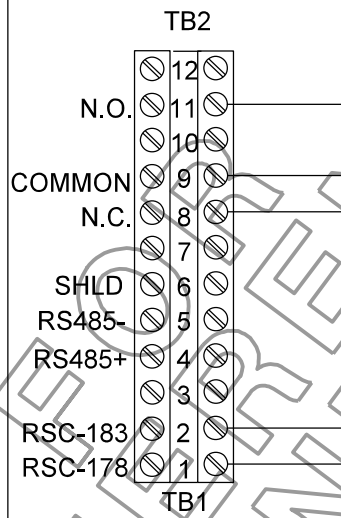 TB2
12
N.O. 11
10
COMMON 9
N.C. 8
7
SHLD 6
RS485- 5
RS485+ 4
3
RSC-183 2
RSC-178 1
TB1